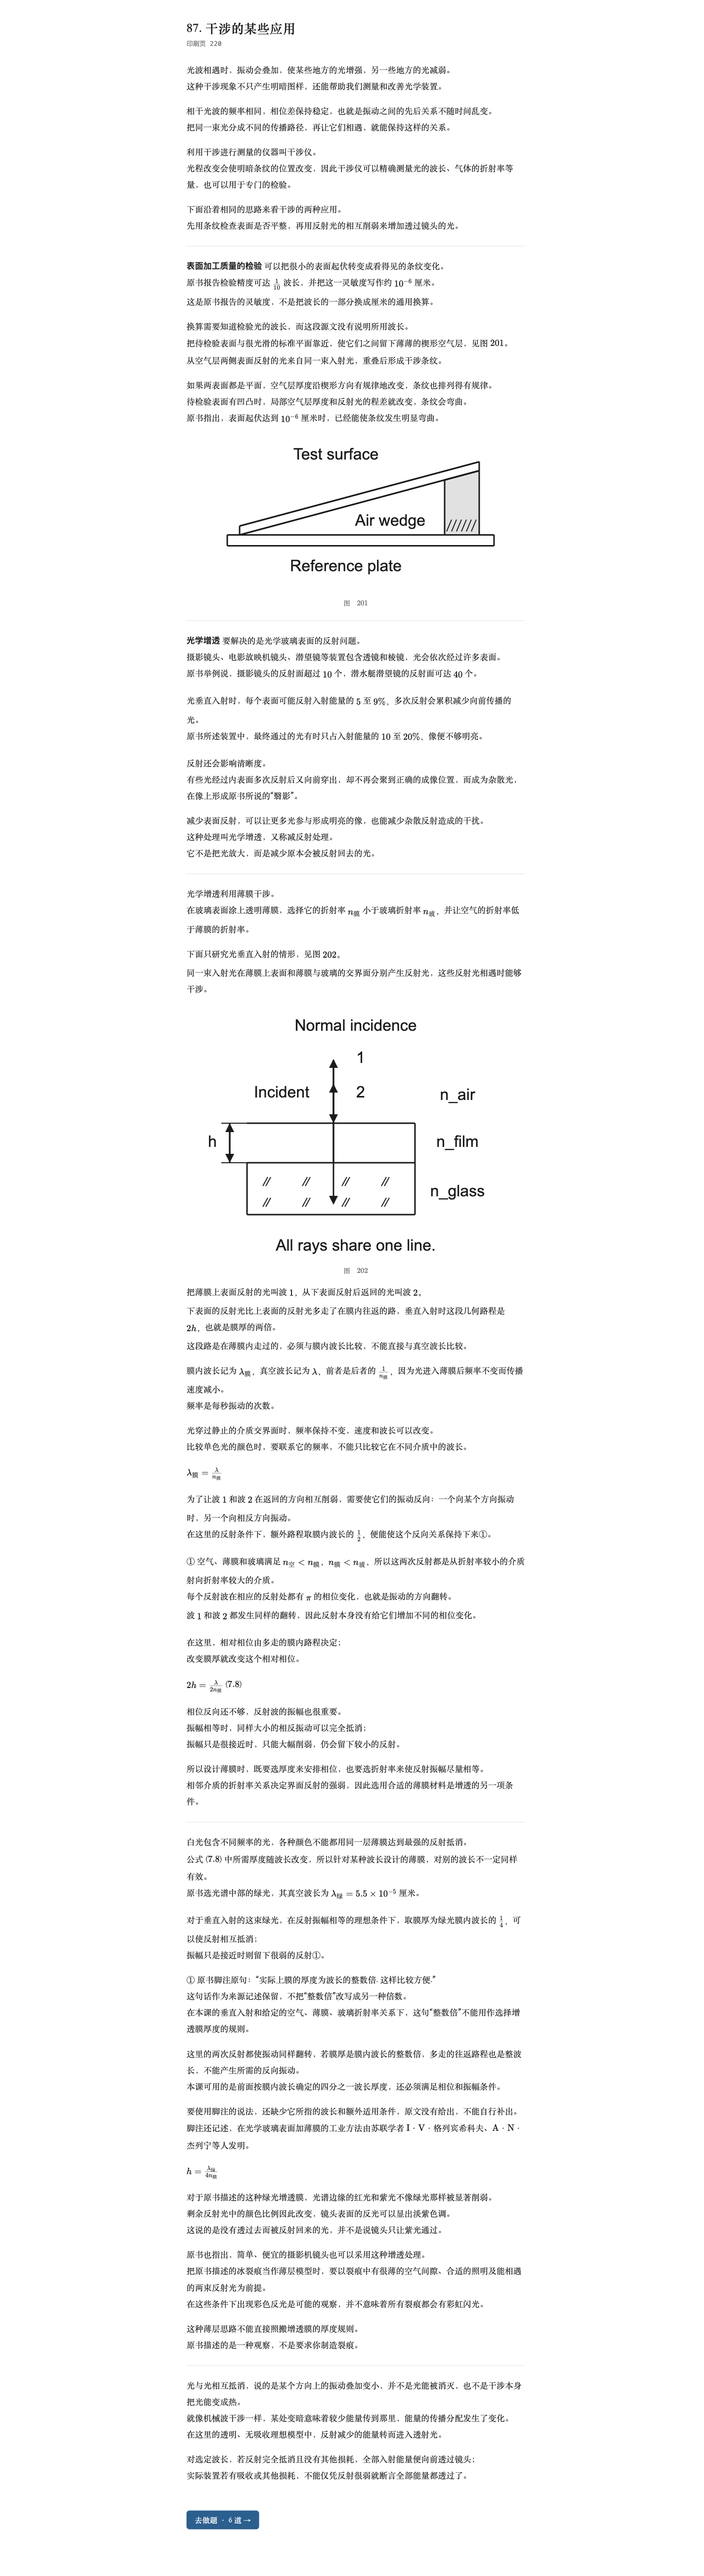 87. 干涉的某些应用
印刷页 220
光波相遇时，振动会叠加，使某些地方的光增强，另一些地方的光减弱。
这种干涉现象不只产生明暗图样，还能帮助我们测量和改善光学装置。
相干光波的频率相同，相位差保持稳定，也就是振动之间的先后关系不随时间乱变。
把同一束光分成不同的传播路径，再让它们相遇，就能保持这样的关系。
利用干涉进行测量的仪器叫干涉仪。
光程改变会使明暗条纹的位置改变，因此干涉仪可以精确测量光的波长、气体的折射率等
量，也可以用于专门的检验。
下面沿着相同的思路来看干涉的两种应用。
先用条纹检查表面是否平整，再用反射光的相互削弱来增加透过镜头的光。
表面加工质量的检验 可以把很小的表面起伏转变成看得见的条纹变化。
原书报告检验精度可达 1/10 波长，并把这一灵敏度写作约 10⁻⁶ 厘米。
这是原书报告的灵敏度，不是把波长的一部分换成厘米的通用换算。
换算需要知道检验光的波长，而这段源文没有说明所用波长。
把待检验表面与很光滑的标准平面靠近，使它们之间留下薄薄的楔形空气层，见图 201。
从空气层两侧表面反射的光来自同一束入射光，重叠后形成干涉条纹。
如果两表面都是平面，空气层厚度沿楔形方向有规律地改变，条纹也排列得有规律。
待检验表面有凹凸时，局部空气层厚度和反射光的程差就改变，条纹会弯曲。
原书指出，表面起伏达到 10⁻⁶ 厘米时，已经能使条纹发生明显弯曲。
Test surface
Air wedge
Reference plate
图 201
光学增透 要解决的是光学玻璃表面的反射问题。
摄影镜头、电影放映机镜头、潜望镜等装置包含透镜和棱镜，光会依次经过许多表面。
原书举例说，摄影镜头的反射面超过 10 个，潜水艇潜望镜的反射面可达 40 个。
光垂直入射时，每个表面可能反射入射能量的 5 至 9%，多次反射会累积减少向前传播的
光。
原书所述装置中，最终通过的光有时只占入射能量的 10 至 20%，像便不够明亮。
反射还会影响清晰度。
有些光经过内表面多次反射后又向前穿出，却不再会聚到正确的成像位置，而成为杂散光，
在像上形成原书所说的“翳影”。
减少表面反射，可以让更多光参与形成明亮的像，也能减少杂散反射造成的干扰。
这种处理叫光学增透，又称减反射处理。
它不是把光放大，而是减少原本会被反射回去的光。
光学增透利用薄膜干涉。
在玻璃表面涂上透明薄膜，选择它的折射率 n膜 小于玻璃折射率 n玻，并让空气的折射率低
于薄膜的折射率。
下面只研究光垂直入射的情形，见图 202。
同一束入射光在薄膜上表面和薄膜与玻璃的交界面分别产生反射光，这些反射光相遇时能够
干涉。
Normal incidence
1
Incident 2 n_air
h n_film
n_glass
All rays share one line.
图 202
把薄膜上表面反射的光叫波 1，从下表面反射后返回的光叫波 2。
下表面的反射光比上表面的反射光多走了在膜内往返的路，垂直入射时这段几何路程是
2h，也就是膜厚的两倍。
这段路是在薄膜内走过的，必须与膜内波长比较，不能直接与真空波长比较。
膜内波长记为 λ膜，真空波长记为 λ，前者是后者的 1/n膜，因为光进入薄膜后频率不变而传播
速度减小。
频率是每秒振动的次数。
光穿过静止的介质交界面时，频率保持不变，速度和波长可以改变。
比较单色光的颜色时，要联系它的频率，不能只比较它在不同介质中的波长。
λ膜 = λ/n膜
为了让波 1 和波 2 在返回的方向相互削弱，需要使它们的振动反向：一个向某个方向振动
时，另一个向相反方向振动。
在这里的反射条件下，额外路程取膜内波长的 1/2，便能使这个反向关系保持下来①。
① 空气、薄膜和玻璃满足 n空 < n膜，n膜 < n玻，所以这两次反射都是从折射率较小的介质
射向折射率较大的介质。
每个反射波在相应的反射处都有 π 的相位变化，也就是振动的方向翻转。
波 1 和波 2 都发生同样的翻转，因此反射本身没有给它们增加不同的相位变化。
在这里，相对相位由多走的膜内路程决定；
改变膜厚就改变这个相对相位。
2h = λ/2n膜 (7.8)
相位反向还不够，反射波的振幅也很重要。
振幅相等时，同样大小的相反振动可以完全抵消；
振幅只是很接近时，只能大幅削弱，仍会留下较小的反射。
所以设计薄膜时，既要选厚度来安排相位，也要选折射率来使反射振幅尽量相等。
相邻介质的折射率关系决定界面反射的强弱，因此选用合适的薄膜材料是增透的另一项条
件。
白光包含不同频率的光，各种颜色不能都用同一层薄膜达到最强的反射抵消。
公式 (7.8) 中所需厚度随波长改变，所以针对某种波长设计的薄膜，对别的波长不一定同样
有效。
原书选光谱中部的绿光，其真空波长为 λ绿 = 5.5 × 10⁻⁵ 厘米。
对于垂直入射的这束绿光，在反射振幅相等的理想条件下，取膜厚为绿光膜内波长的 1/4，可
以使反射相互抵消；
振幅只是接近时则留下很弱的反射①。
① 原书脚注原句：“实际上膜的厚度为波长的整数倍. 这样比较方便.”
这句话作为来源记述保留，不把“整数倍”改写成另一种倍数。
在本课的垂直入射和给定的空气、薄膜、玻璃折射率关系下，这句“整数倍”不能用作选择增
透膜厚度的规则。
这里的两次反射都使振动同样翻转，若膜厚是膜内波长的整数倍，多走的往返路程也是整波
长，不能产生所需的反向振动。
本课可用的是前面按膜内波长确定的四分之一波长厚度，还必须满足相位和振幅条件。
要使用脚注的说法，还缺少它所指的波长和额外适用条件，原文没有给出，不能自行补出。
脚注还记述，在光学玻璃表面加薄膜的工业方法由苏联学者 I · V · 格列宾希科夫、A · N ·
杰列宁等人发明。
h = λ绿/4n膜
对于原书描述的这种绿光增透膜，光谱边缘的红光和紫光不像绿光那样被显著削弱。
剩余反射光中的颜色比例因此改变，镜头表面的反光可以显出淡紫色调。
这说的是没有透过去而被反射回来的光，并不是说镜头只让紫光通过。
原书也指出，简单、便宜的摄影机镜头也可以采用这种增透处理。
把原书描述的冰裂痕当作薄层模型时，要以裂痕中有很薄的空气间隙、合适的照明及能相遇
的两束反射光为前提。
在这些条件下出现彩色反光是可能的观察，并不意味着所有裂痕都会有彩虹闪光。
这种薄层思路不能直接照搬增透膜的厚度规则。
原书描述的是一种观察，不是要求你制造裂痕。
光与光相互抵消，说的是某个方向上的振动叠加变小，并不是光能被消灭，也不是干涉本身
把光能变成热。
就像机械波干涉一样，某处变暗意味着较少能量传到那里，能量的传播分配发生了变化。
在这里的透明、无吸收理想模型中，反射减少的能量转而进入透射光。
对选定波长，若反射完全抵消且没有其他损耗，全部入射能量便向前透过镜头；
实际装置若有吸收或其他损耗，不能仅凭反射很弱就断言全部能量都透过了。
去做题 · 6 道 →